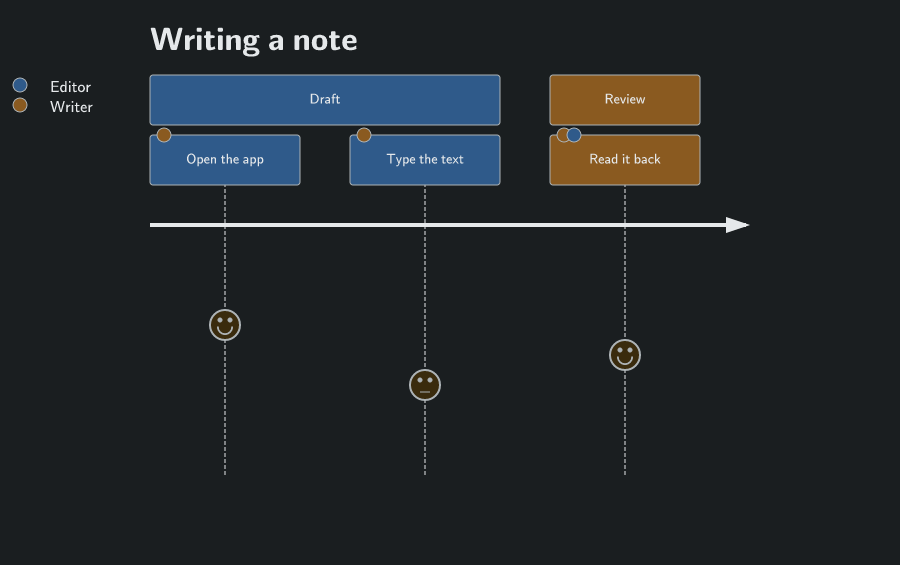 Writing a note
Editor
Writer
Draft
Review
Open the app
Type the text
Read it back